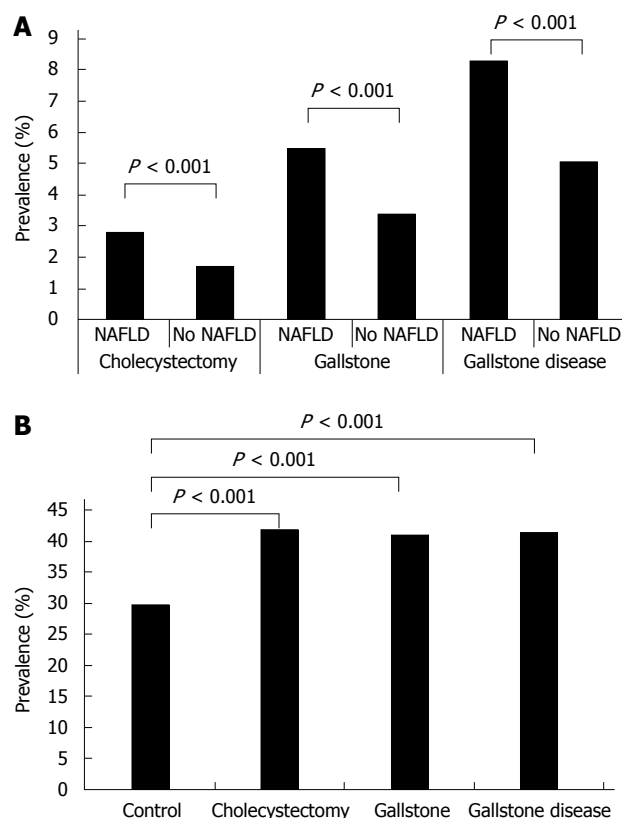 A
9
8
7
6
5
4
3
2
1
0
Prevalence (%)
P < 0.001
P < 0.001
P < 0.001
NAFLD No NAFLD NAFLD No NAFLD NAFLD No NAFLD
Cholecystectomy Gallstone Gallstone disease
B
P < 0.001
P < 0.001
P < 0.001
45
40
35
30
25
20
15
10
5
0
Prevalence (%)
Control Cholecystectomy Gallstone Gallstone disease